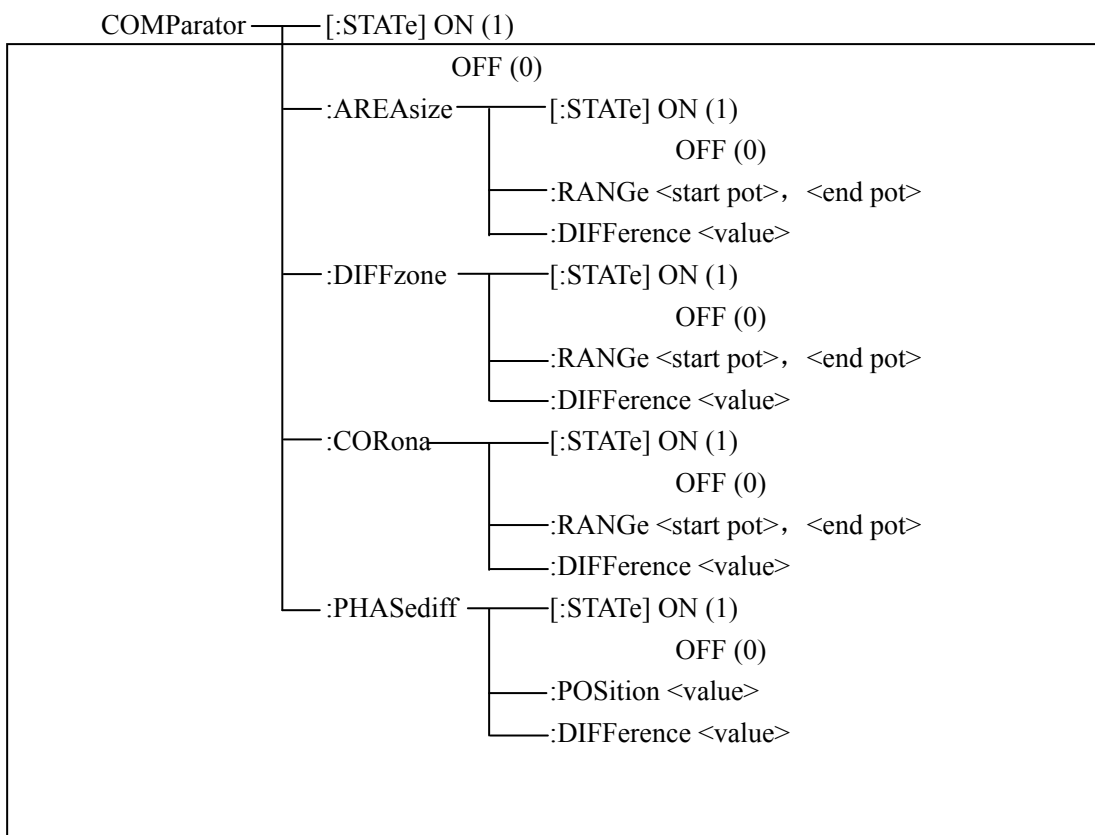 COMParator [:STATe] ON (1)
OFF (0)
:AREAsize [:STATe] ON (1)
OFF (0)
:RANGe <start pot>，<end pot>
:DIFFerence <value>
:DIFFzone [:STATe] ON (1)
OFF (0)
:RANGe <start pot>，<end pot>
:DIFFerence <value>
:CORona [:STATe] ON (1)
OFF (0)
:RANGe <start pot>，<end pot>
:DIFFerence <value>
:PHASediff [:STATe] ON (1)
OFF (0)
:POSition <value>
:DIFFerence <value>